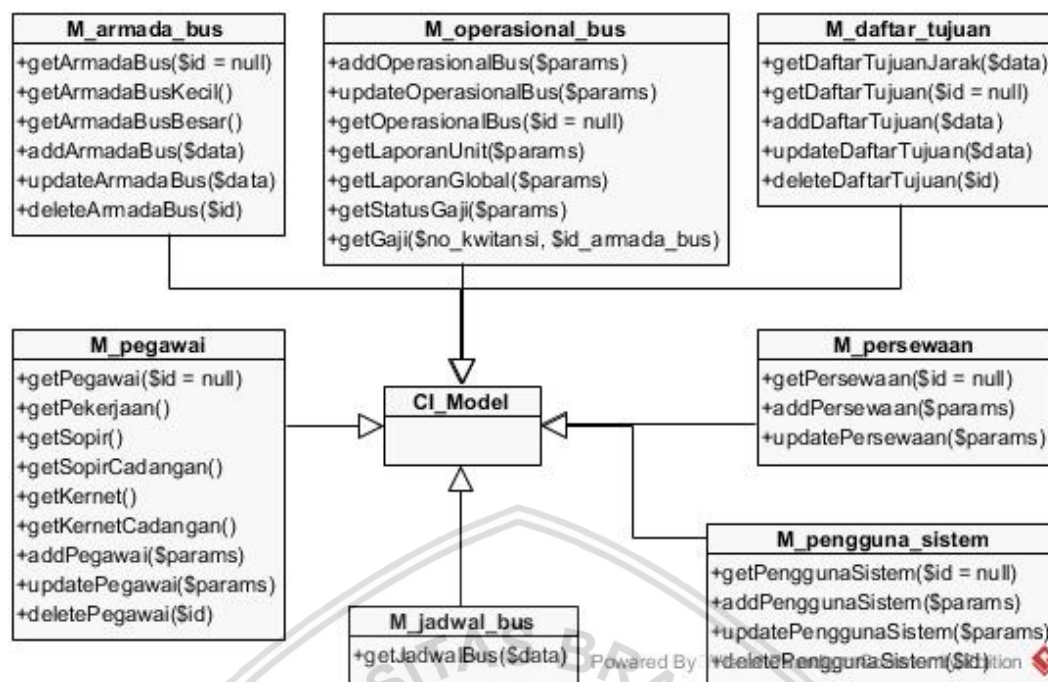 M_armada_bus
+getArmadaBus($id = null)
+getArmadaBusKecil()
+getArmadaBusBesar()
+addArmadaBus($data)
+updateArmadaBus($data)
+deleteArmadaBus($id)
M_operasional_bus
+addOperasionalBus($params)
+updateOperasionalBus($params)
+getOperasionalBus($id = null)
+getLaporanUnit($params)
+getLaporanGlobal($params)
+getStatusGaji($params)
+getGaji($no_kwitansi, $id_armada_bus)
M_daftar_tujuan
+getDaftarTujuanJarak($data)
+getDaftarTujuan($id = null)
+addDaftarTujuan($data)
+updateDaftarTujuan($data)
+deleteDaftarTujuan($id)
M_pegawai
+getPegawai($id = null)
+getPekerjaan()
+getSopir()
+getSopirCadangan()
+getKernet()
+getKernetCadangan()
+addPegawai($params)
+updatePegawai($params)
+deletePegawai($id)
CI_Model
M_persewaan
+getPersewaan($id = null)
+addPersewaan($params)
+updatePersewaan($params)
M_jadwal_bus
+getJadwalBus($data)
M_pengguna_sistem
+getPenggunaSistem($id = null)
+addPenggunaSistem($params)
+updatePenggunaSistem($params)
+deletePenggunaSistem($id)
Powered By
SITAS BRA